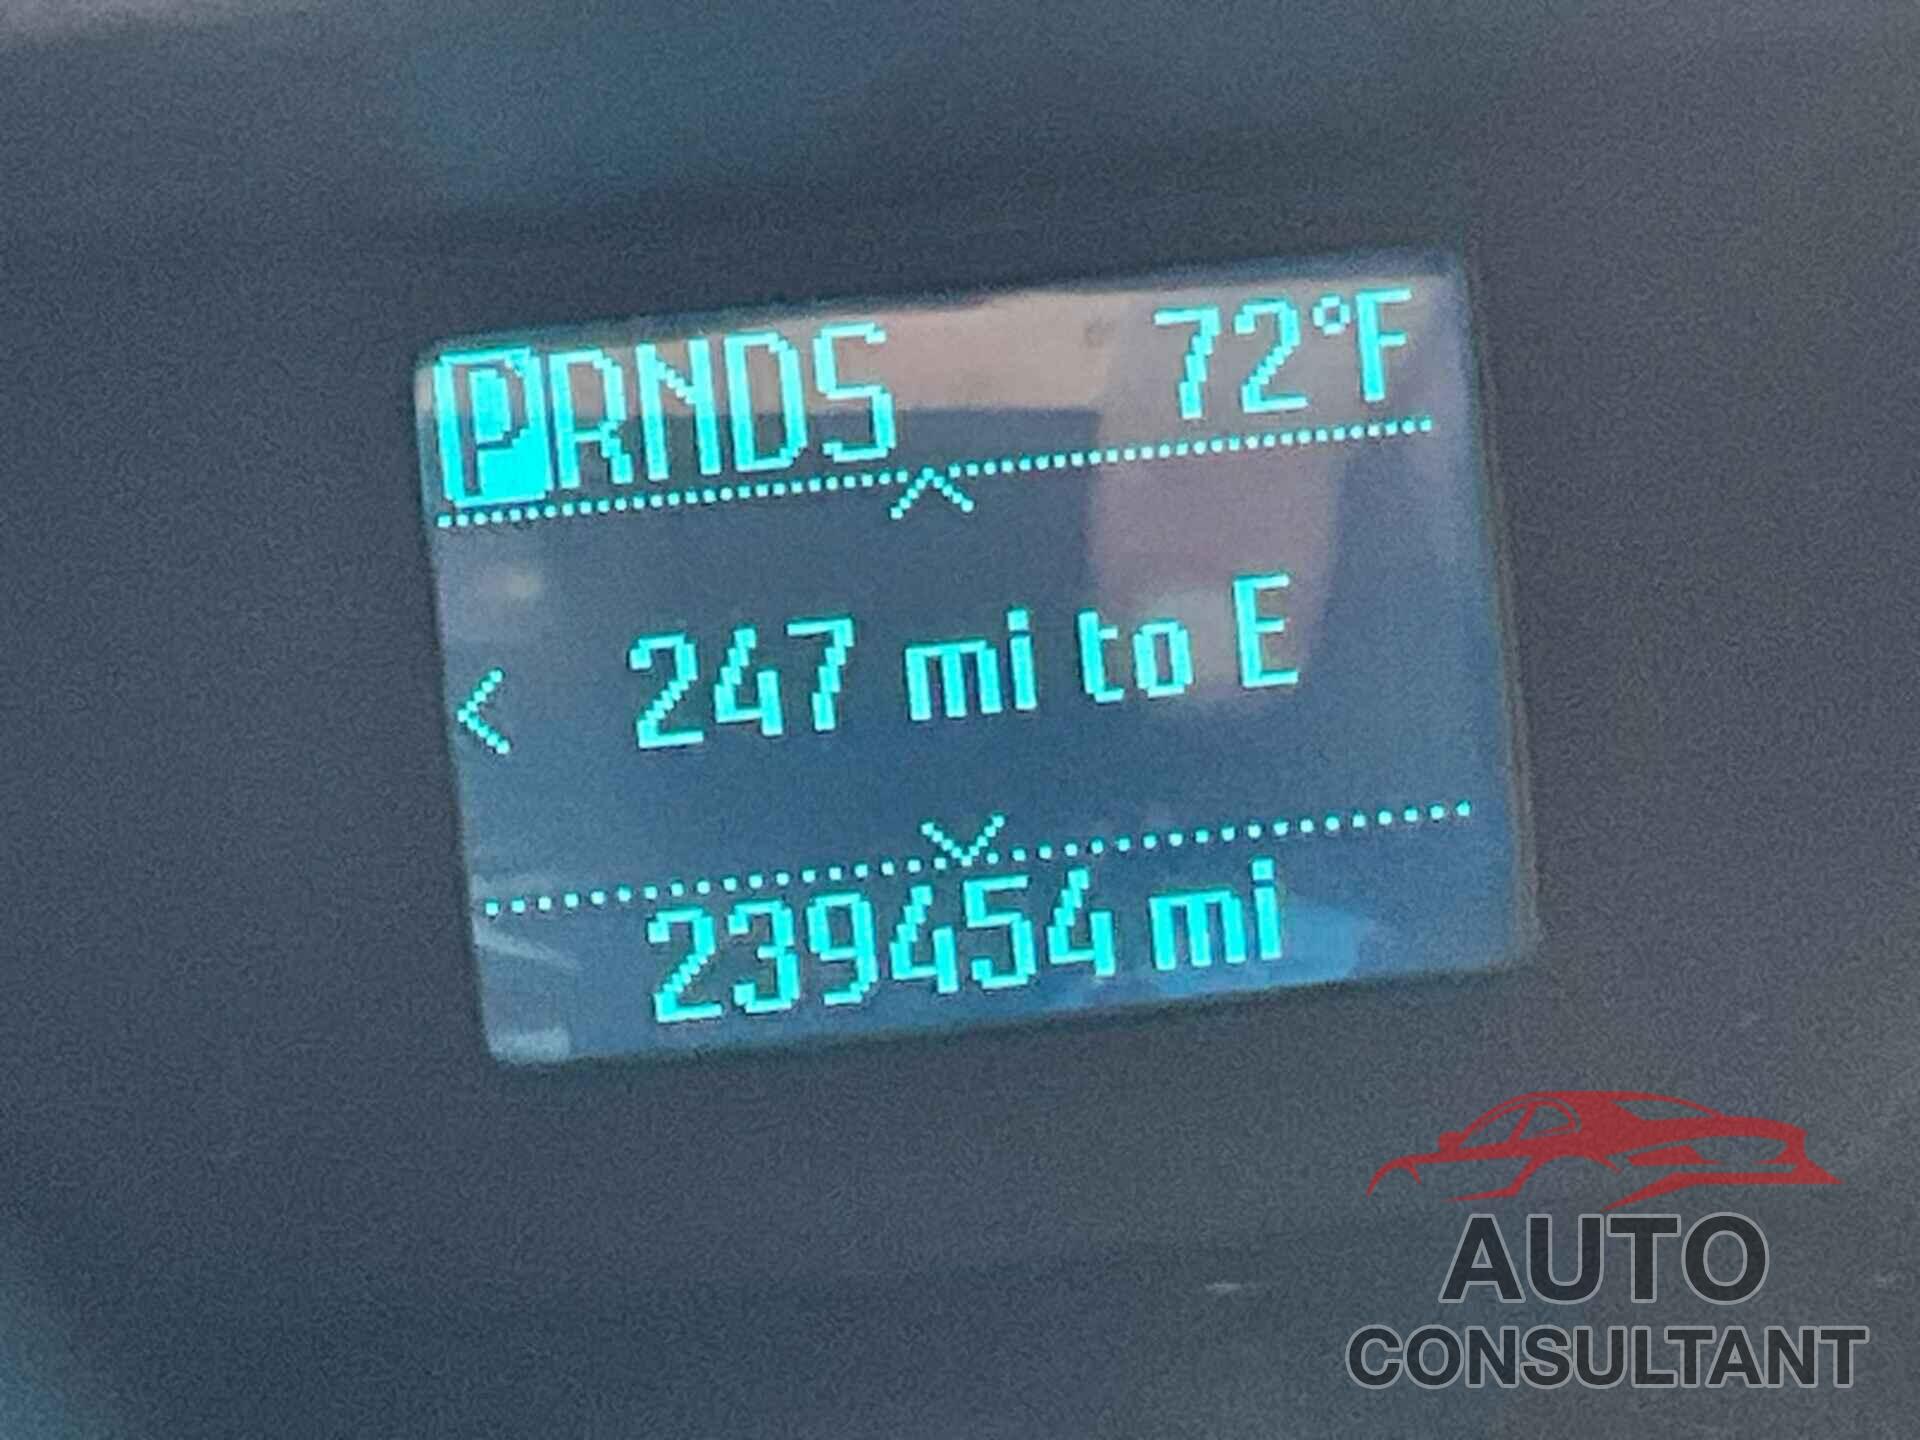 PRNDS 72°F
247 mi to E
239454 mi
AUTO
CONSULTANT